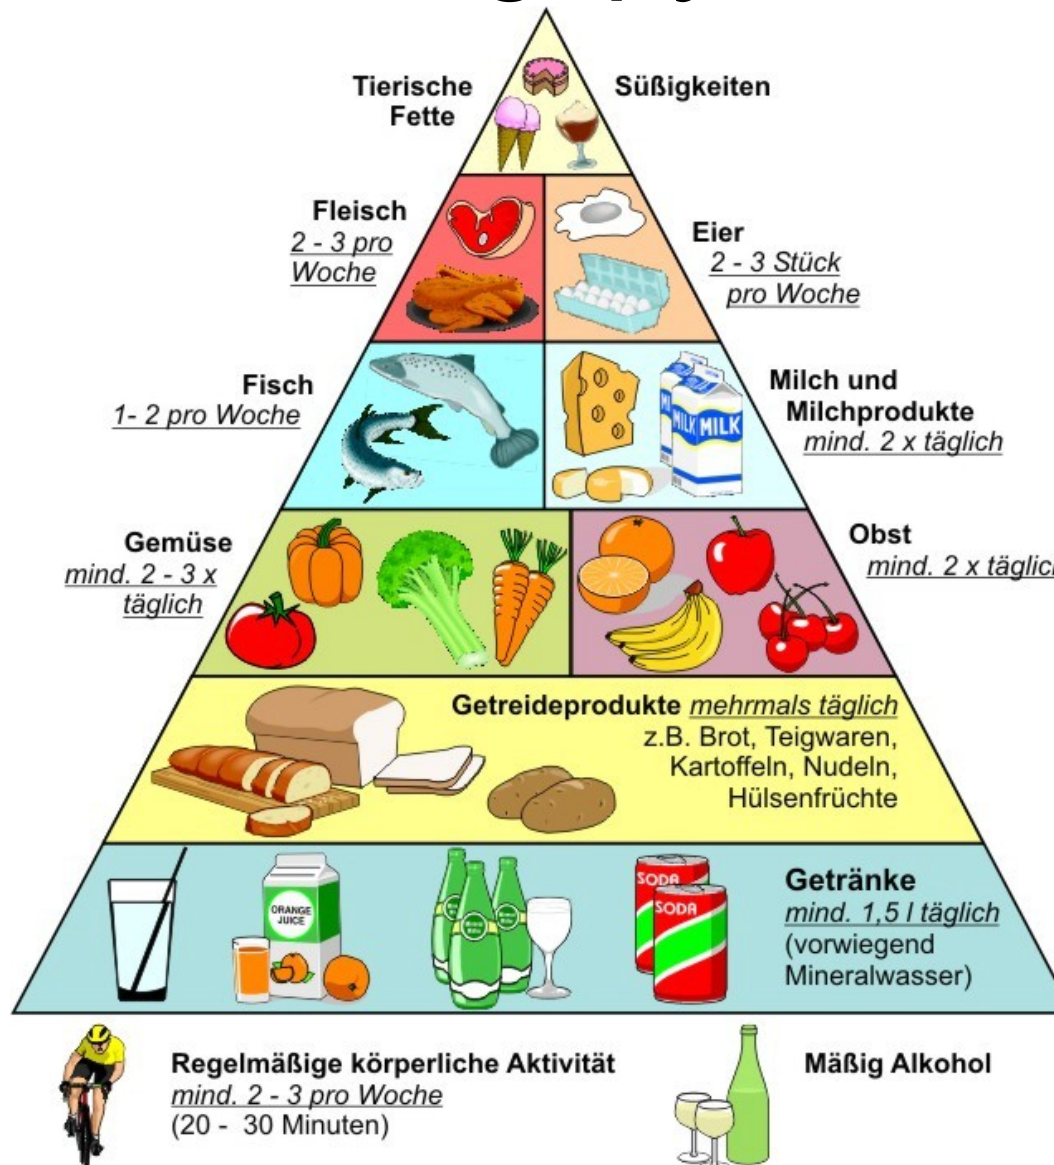 Tierische
Fette
Süßigkeiten
Fleisch
2 - 3 pro
Woche
Eier
2 - 3 Stück
pro Woche
Fisch
1- 2 pro Woche
Milch und
Milchprodukte
mind. 2 x täglich
MILK
MILK
Gemüse
mind. 2 - 3 x
täglich
Obst
mind. 2 x täglich
Getreideprodukte mehrmals täglich
z.B. Brot, Teigwaren,
Kartoffeln, Nudeln,
Hülsenfrüchte
ORANGE
JUICE
SODA
SODA
Getränke
mind. 1,5 l täglich
(vorwiegend
Mineralwasser)
Regelmäßige körperliche Aktivität
mind. 2 - 3 pro Woche
(20 - 30 Minuten)
Mäßig Alkohol